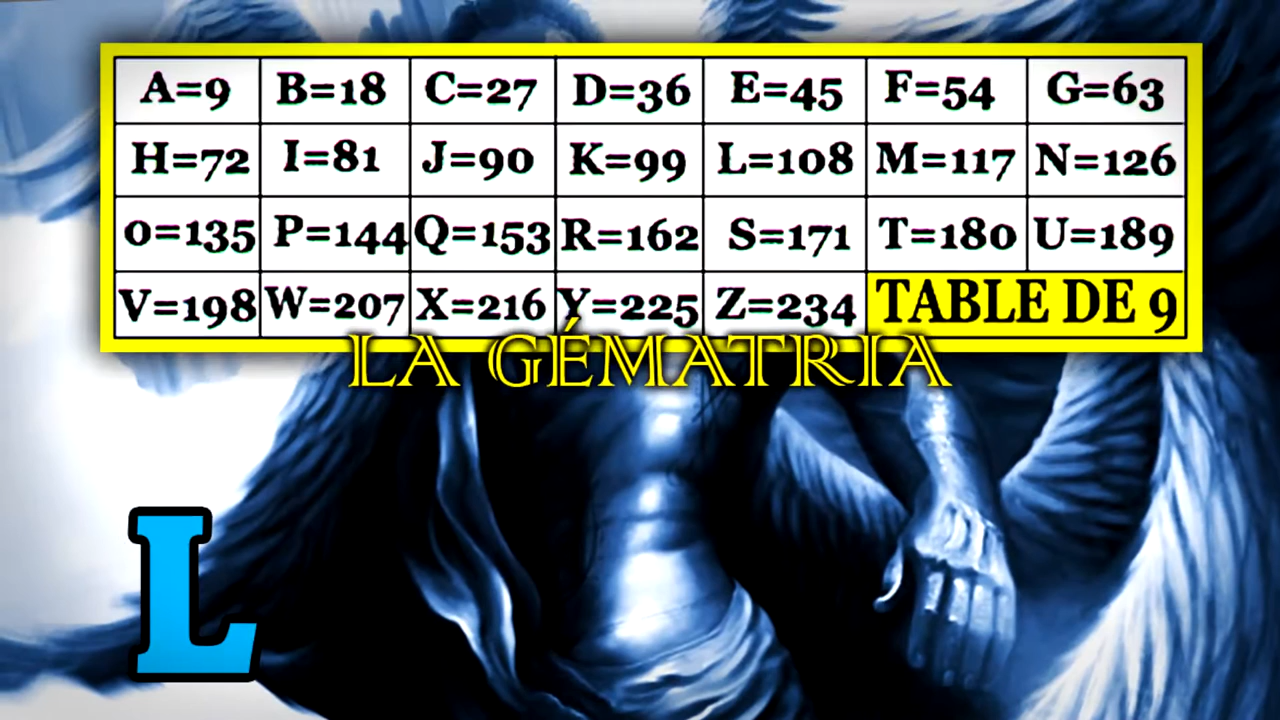 A=9 B=18 C=27 D=36 E=45 F=54 G=63
H=72 I=81 J=90 K=99 L=108 M=117 N=126
O=135 P=144 Q=153 R=162 S=171 T=180 U=189
V=198 W=207 X=216 Y=225 Z=234 TABLE DE 9
LA GÉMATRIA
L